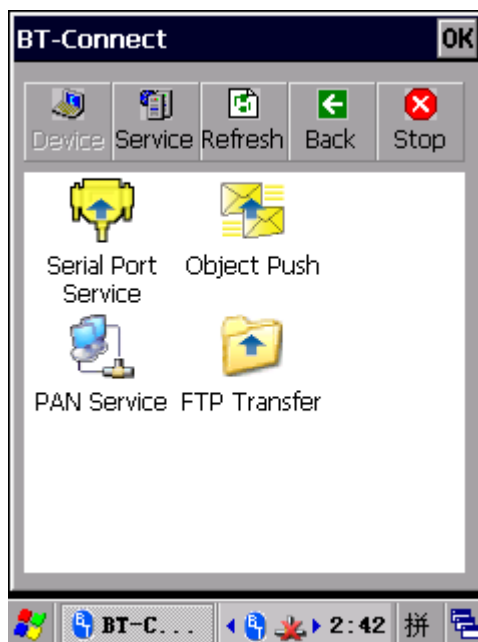 BT-Connect OK
Device Service Refresh Back Stop
Serial Port Service
Object Push
PAN Service
FTP Transfer
BT-C... 2:42 拼